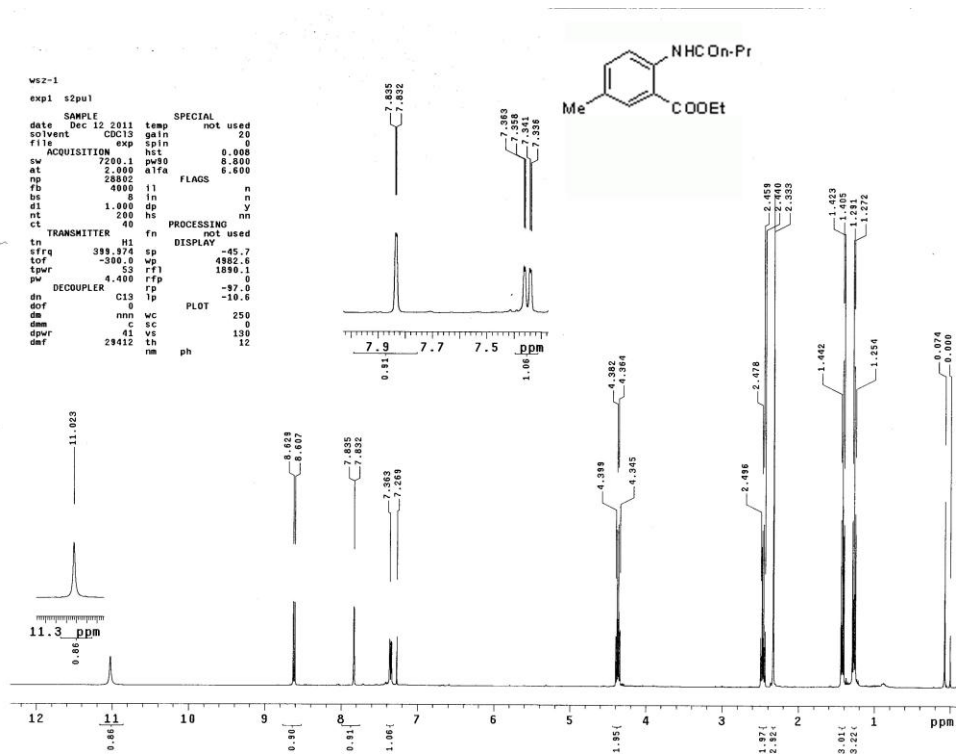 NHCOn-Pr
Me
COOEt
wsz-1
exp1 s2pul
SAMPLE SPECIAL
date Dec 12 2011 temp not used
solvent CDCl3 gain 20
file exp spin 0
ACQUISITION hst 0.008
sw 7200.1 pw90 8.800
at 2.000 alfa 6.600
np 28802 FLAGS
fb 4000 il n
bs 8 in n
d1 1.000 dp y
nt 200 hs nn
ct 40 PROCESSING
TRANSMITTER fn not used
tn H1 DISPLAY
sfrq 399.974 sp -45.7
tof -300.0 wp 4982.6
tpwr 53 rfl 1890.1
pw 4.400 rfp 0
DECOUPLER rp -97.0
dn C13 lp -10.6
dof 0 PLOT
dm nnn wc 250
dmm c sc 0
dpwr 41 vs 130
dmf 29412 th 12
nm ph
7.835
7.832
7.363
7.358
7.341
7.336
7.9 7.7 7.5 ppm
0.91
1.06
11.023
11.3 ppm
0.86
8.629
8.607
7.835
7.832
7.363
7.269
4.399
4.382
4.364
4.345
2.496
2.478
2.459
2.440
2.333
1.442
1.423
1.405
1.291
1.272
1.254
0.074
0.000
12 11 10 9 8 7 6 5 4 3 2 1 ppm
0.86
0.90
0.91
1.06
1.95
1.97
2.92
3.01
3.22